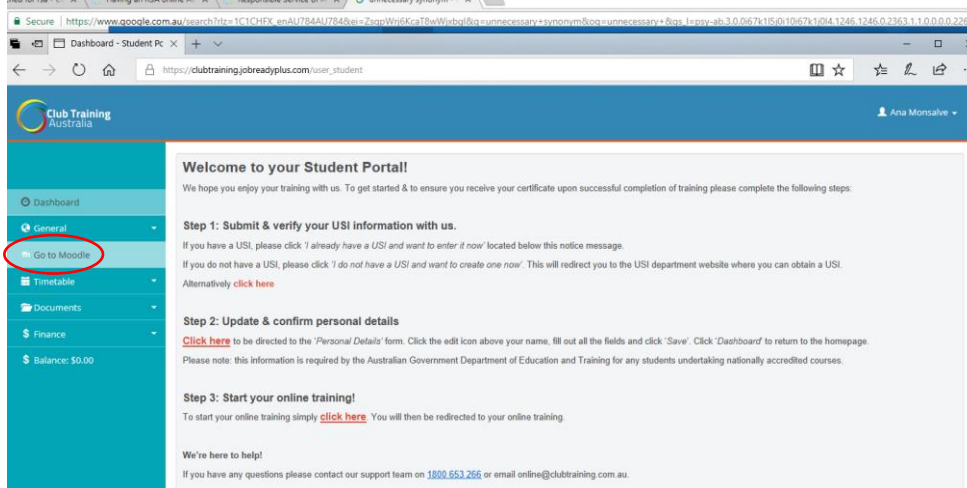 Secure | https://www.google.com.au/search?rlz=1C1CHFX_enAU784AU784&ei=ZsqpWrj6KcaT8wWjxbqI&q=unnecessary+synonym&oq=unnecessary+&gs_l=psy-ab.3.0.0i67k1l5j0i10i67k1j0l4.1246.1246.0.2363.1.1.0.0.0.0.226
Dashboard - Student Pc
https://clubtraining.jobreadyplus.com/user_student
Club Training
Australia
Ana Monsalve
Welcome to your Student Portal!
We hope you enjoy your training with us. To get started & to ensure you receive your certificate upon successful completion of training please complete the following steps:
Dashboard
General
Go to Moodle
Timetable
Documents
$ Finance
$ Balance: $0.00
Step 1: Submit & verify your USI information with us.
If you have a USI, please click 'I already have a USI and want to enter it now' located below this notice message.
If you do not have a USI, please click 'I do not have a USI and want to create one now'. This will redirect you to the USI department website where you can obtain a USI.
Alternatively click here
Step 2: Update & confirm personal details
Click here to be directed to the 'Personal Details' form. Click the edit icon above your name, fill out all the fields and click 'Save'. Click 'Dashboard' to return to the homepage.
Please note: this information is required by the Australian Government Department of Education and Training for any students undertaking nationally accredited courses.
Step 3: Start your online training!
To start your online training simply click here. You will then be redirected to your online training.
We're here to help!
If you have any questions please contact our support team on 1800 653 266 or email online@clubtraining.com.au.